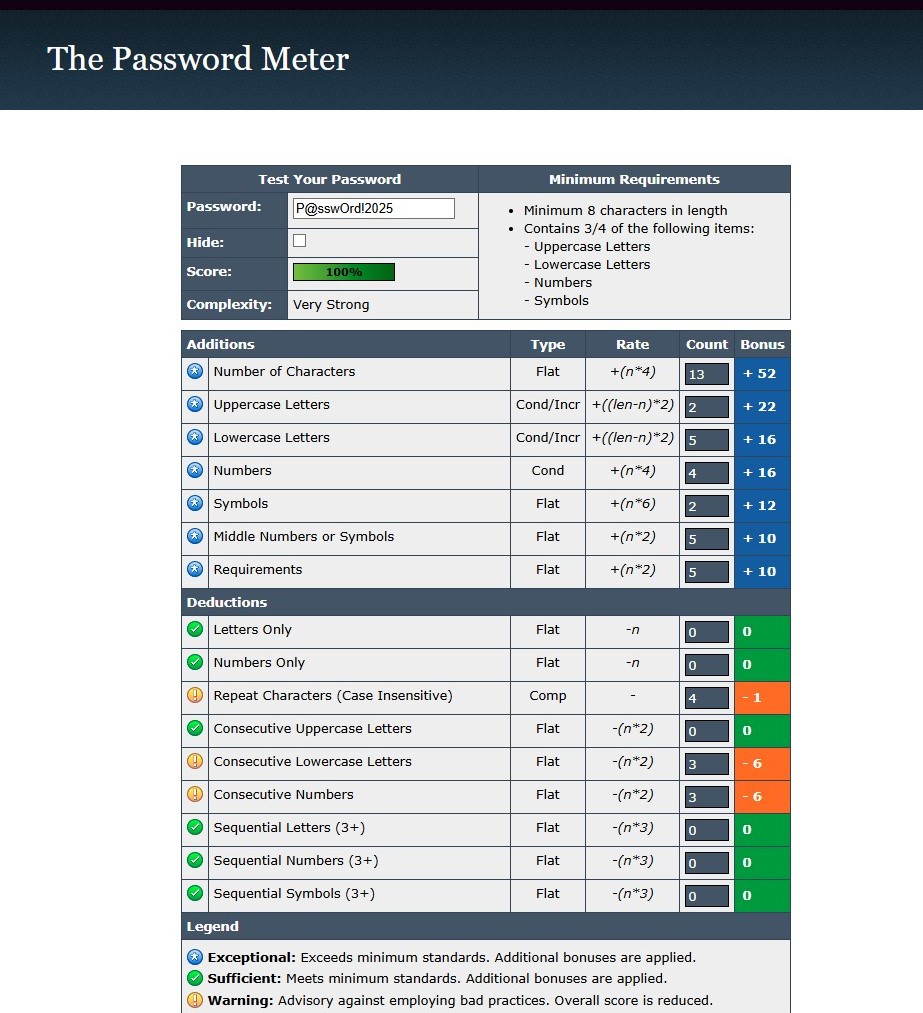 The Password Meter
Test Your Password Minimum Requirements
Password: P@sswOrd!2025
Hide:
Score: 100%
Complexity: Very Strong
• Minimum 8 characters in length
• Contains 3/4 of the following items:
- Uppercase Letters
- Lowercase Letters
- Numbers
- Symbols
Additions Type Rate Count Bonus
Number of Characters Flat +(n*4) 13 + 52
Uppercase Letters Cond/Incr +((len-n)*2) 2 + 22
Lowercase Letters Cond/Incr +((len-n)*2) 5 + 16
Numbers Cond +(n*4) 4 + 16
Symbols Flat +(n*6) 2 + 12
Middle Numbers or Symbols Flat +(n*2) 5 + 10
Requirements Flat +(n*2) 5 + 10
Deductions
Letters Only Flat -n 0 0
Numbers Only Flat -n 0 0
Repeat Characters (Case Insensitive) Comp - 4 - 1
Consecutive Uppercase Letters Flat -(n*2) 0 0
Consecutive Lowercase Letters Flat -(n*2) 3 - 6
Consecutive Numbers Flat -(n*2) 3 - 6
Sequential Letters (3+) Flat -(n*3) 0 0
Sequential Numbers (3+) Flat -(n*3) 0 0
Sequential Symbols (3+) Flat -(n*3) 0 0
Legend
Exceptional: Exceeds minimum standards. Additional bonuses are applied.
Sufficient: Meets minimum standards. Additional bonuses are applied.
Warning: Advisory against employing bad practices. Overall score is reduced.